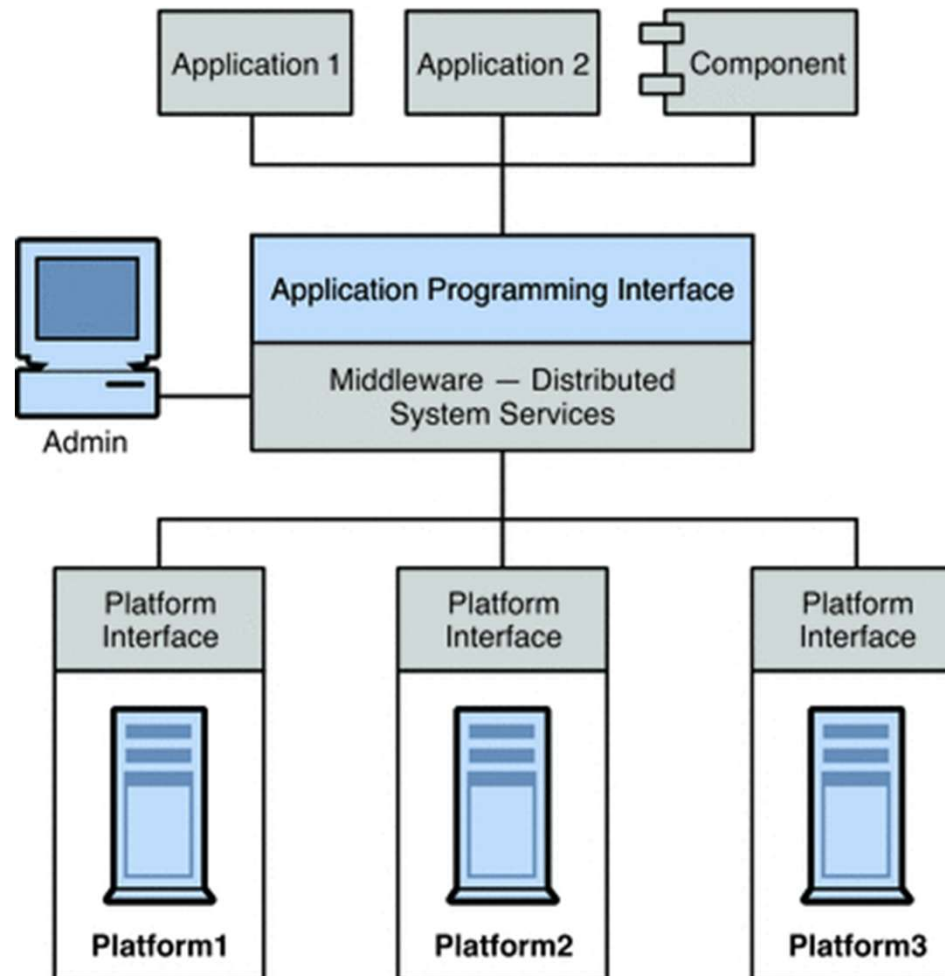 Application 1
Application 2
Component
Application Programming Interface
Middleware — Distributed
System Services
Admin
Platform
Interface
Platform
Interface
Platform
Interface
Platform1
Platform2
Platform3